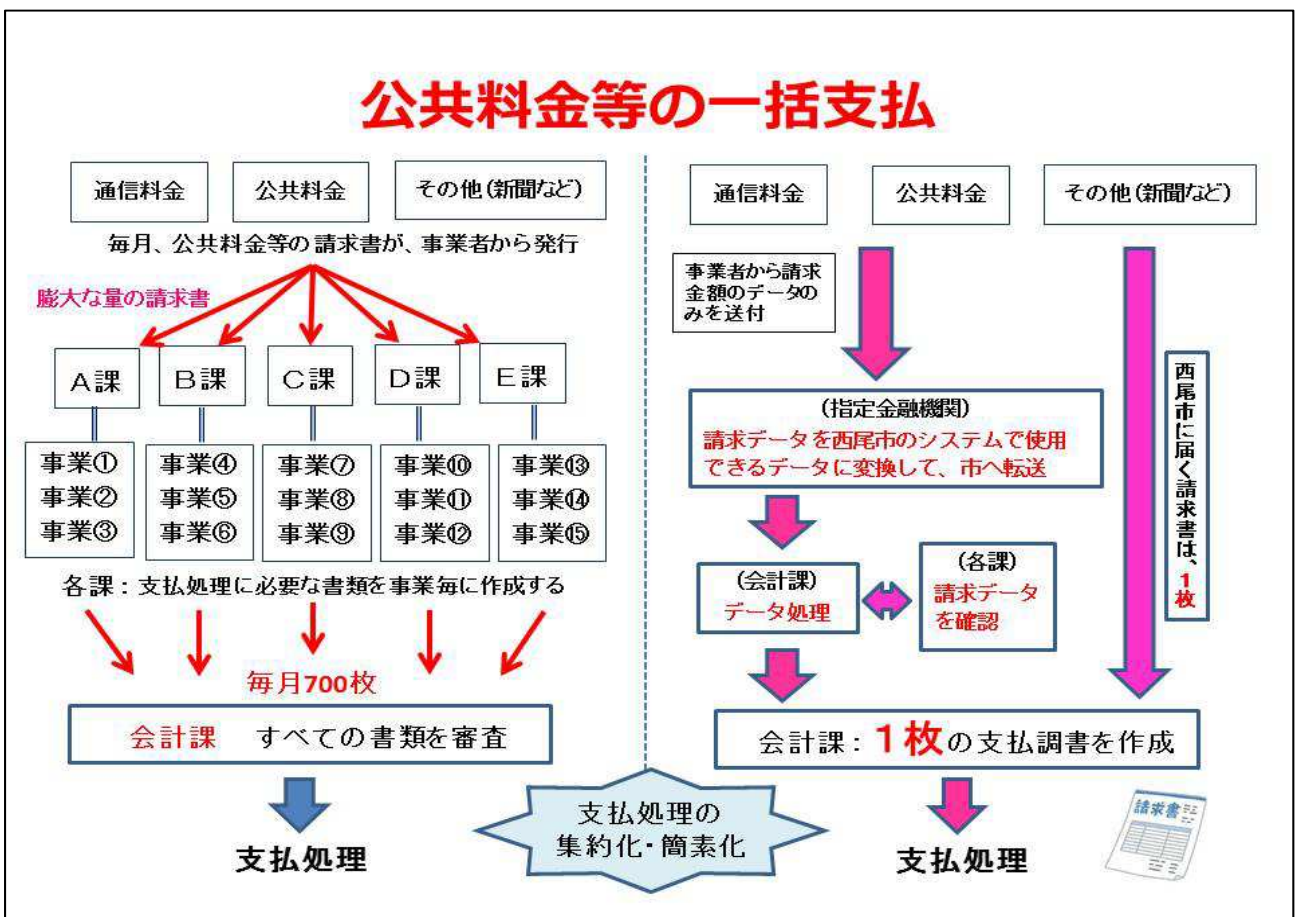 公共料金等の一括支払
通信料金
公共料金
その他(新聞など)
毎月、公共料金等の請求書が、事業者から発行
膨大な量の請求書
A課
B課
C課
D課
E課
事業①
事業②
事業③
事業④
事業⑤
事業⑥
事業⑦
事業⑧
事業⑨
事業⑩
事業⑪
事業⑫
事業⑬
事業⑭
事業⑮
各課：支払処理に必要な書類を事業毎に作成する
毎月700枚
会計課 すべての書類を審査
支払処理
通信料金
公共料金
その他(新聞など)
事業者から請求
金額のデータの
みを送付
(指定金融機関)
請求データを西尾市のシステムで使用
できるデータに変換して、市へ転送
(会計課)
データ処理
(各課)
請求データ
を確認
西尾市に届く請求書は、1枚
会計課：1枚の支払調書を作成
支払処理
請求書
支払処理の
集約化・簡素化